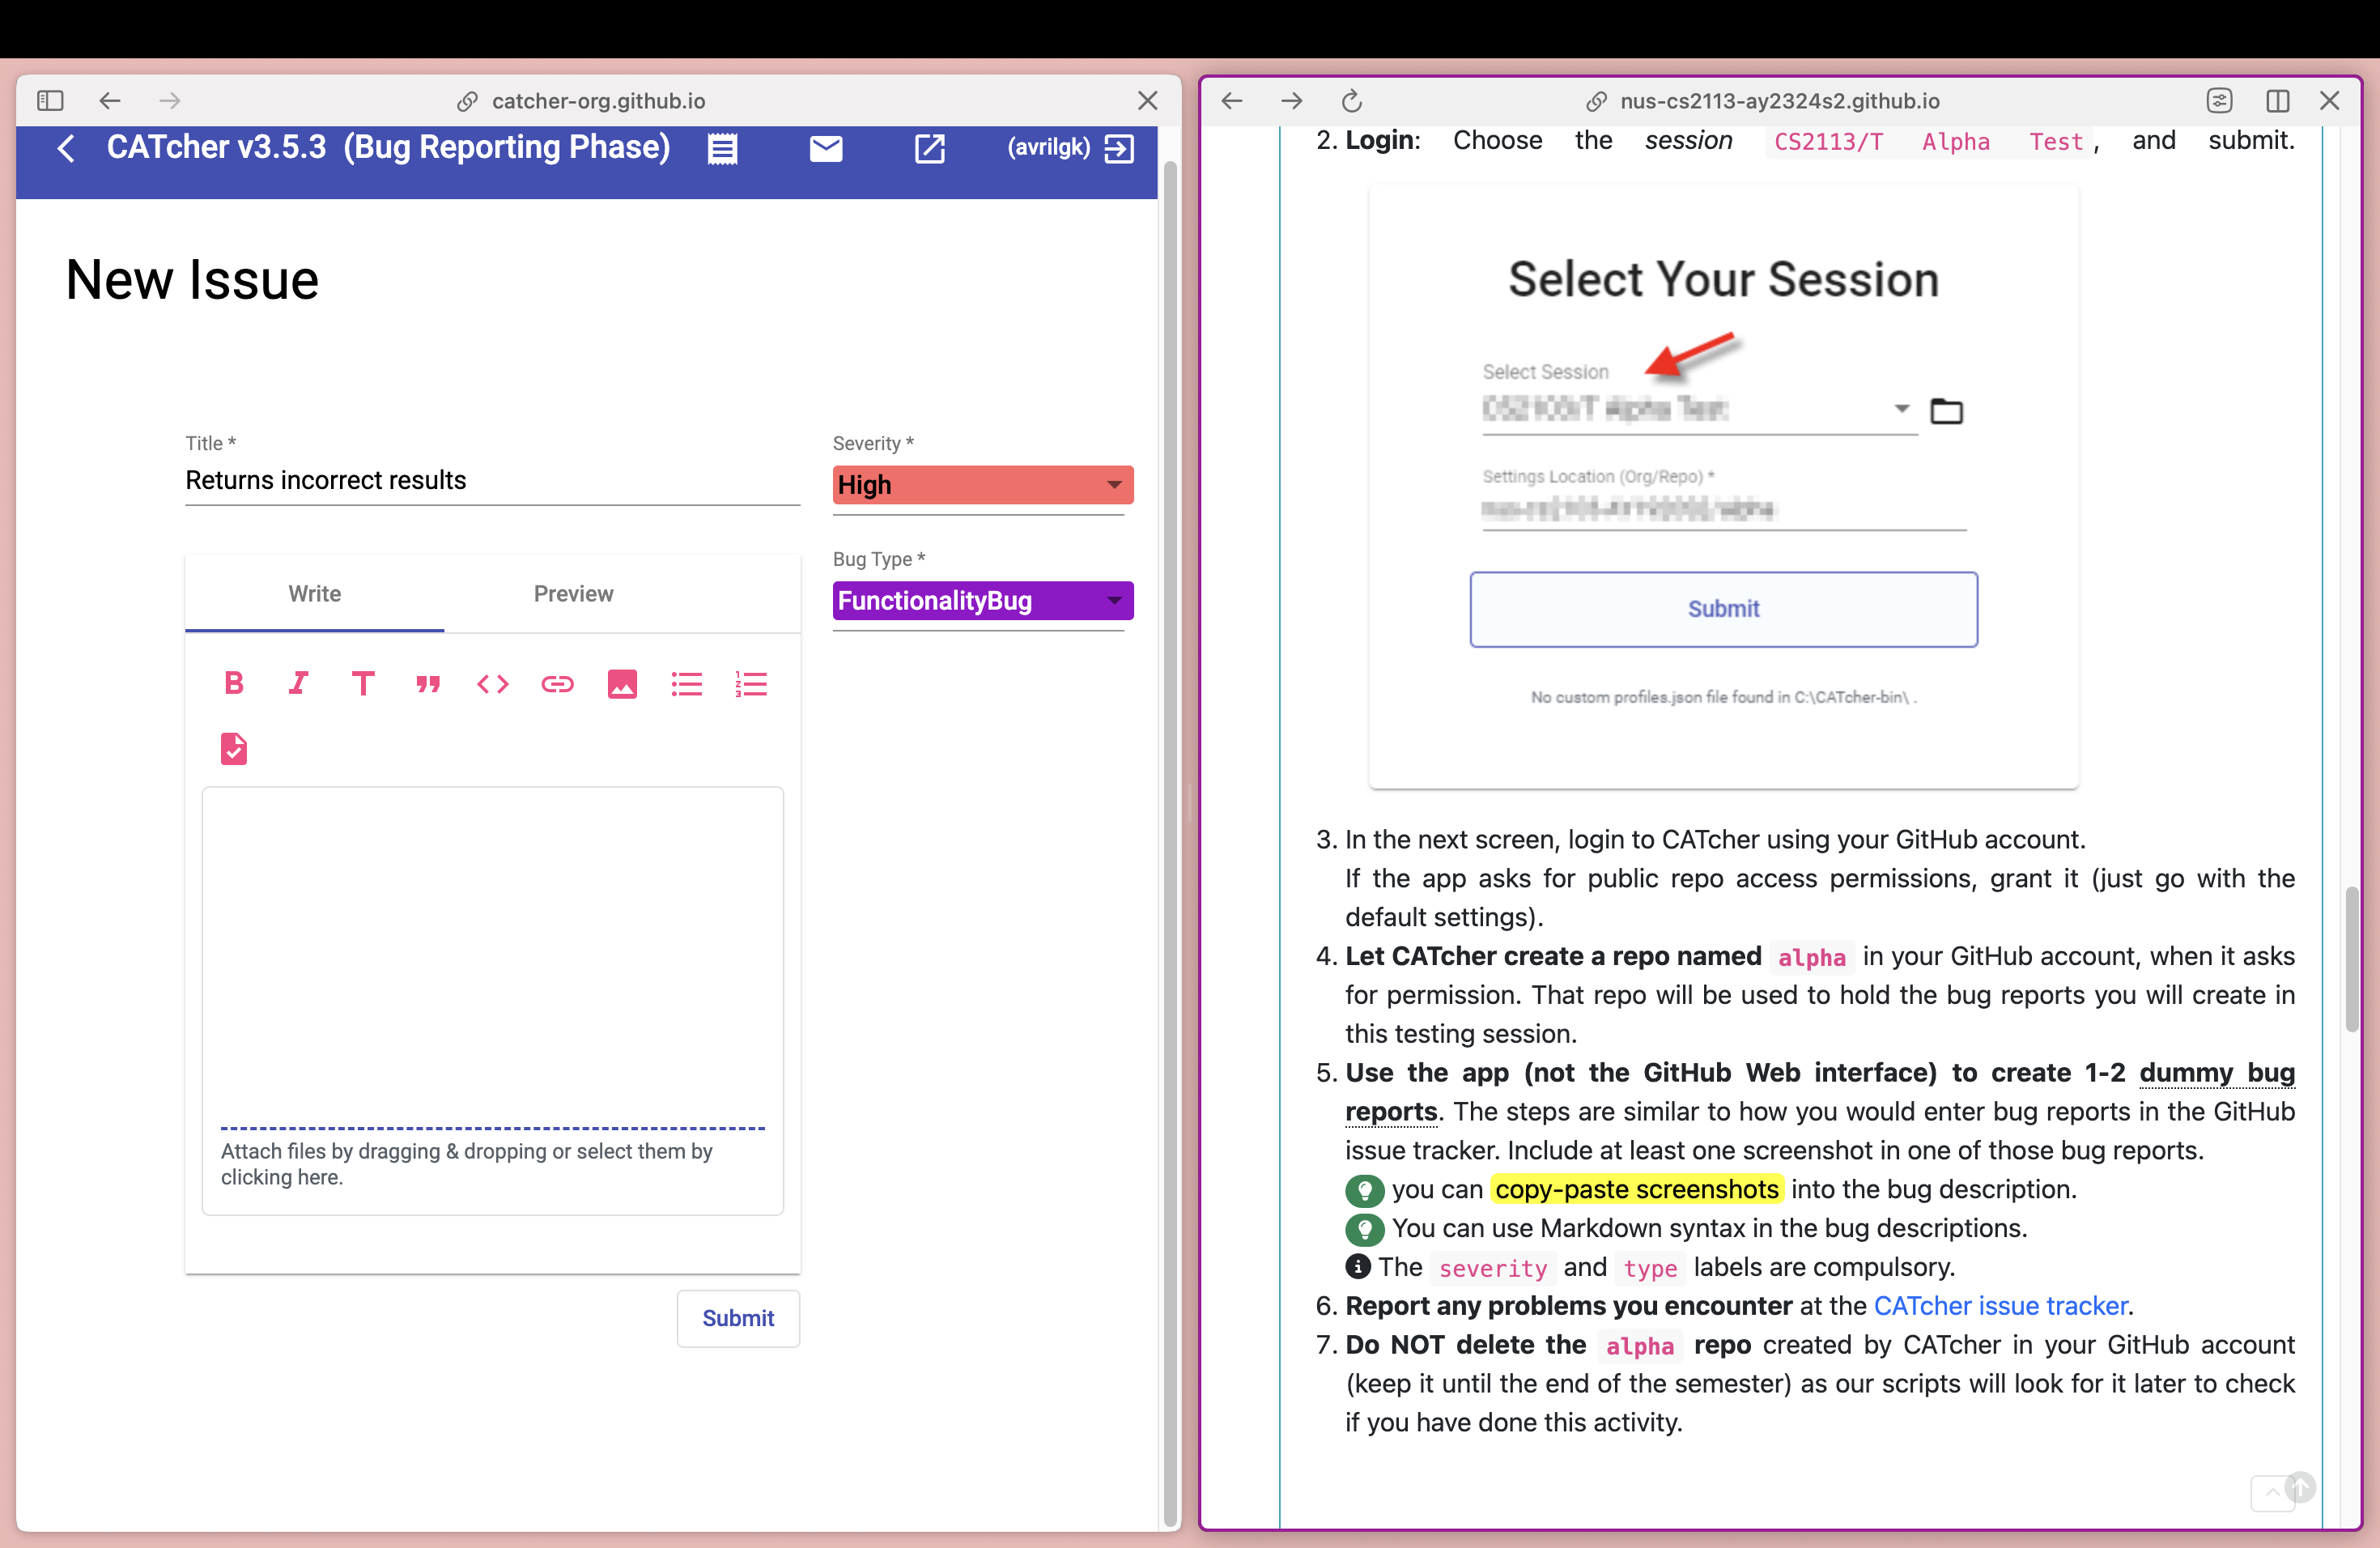 catcher-org.github.io
CATcher v3.5.3 (Bug Reporting Phase)
(avrilgk)
New Issue
Title *
Returns incorrect results
Severity *
High
Bug Type *
FunctionalityBug
Write
Preview
Attach files by dragging & dropping or select them by
clicking here.
Submit
nus-cs2113-ay2324s2.github.io
2. Login: Choose the session CS2113/T Alpha Test, and submit.
Select Your Session
Select Session
Settings Location (Org/Repo) *
Submit
No custom profiles.json file found in C:\CATcher-bin\ .
3. In the next screen, login to CATcher using your GitHub account.
If the app asks for public repo access permissions, grant it (just go with the
default settings).
4. Let CATcher create a repo named alpha in your GitHub account, when it asks
for permission. That repo will be used to hold the bug reports you will create in
this testing session.
5. Use the app (not the GitHub Web interface) to create 1-2 dummy bug
reports. The steps are similar to how you would enter bug reports in the GitHub
issue tracker. Include at least one screenshot in one of those bug reports.
you can copy-paste screenshots into the bug description.
You can use Markdown syntax in the bug descriptions.
The severity and type labels are compulsory.
6. Report any problems you encounter at the CATcher issue tracker.
7. Do NOT delete the alpha repo created by CATcher in your GitHub account
(keep it until the end of the semester) as our scripts will look for it later to check
if you have done this activity.